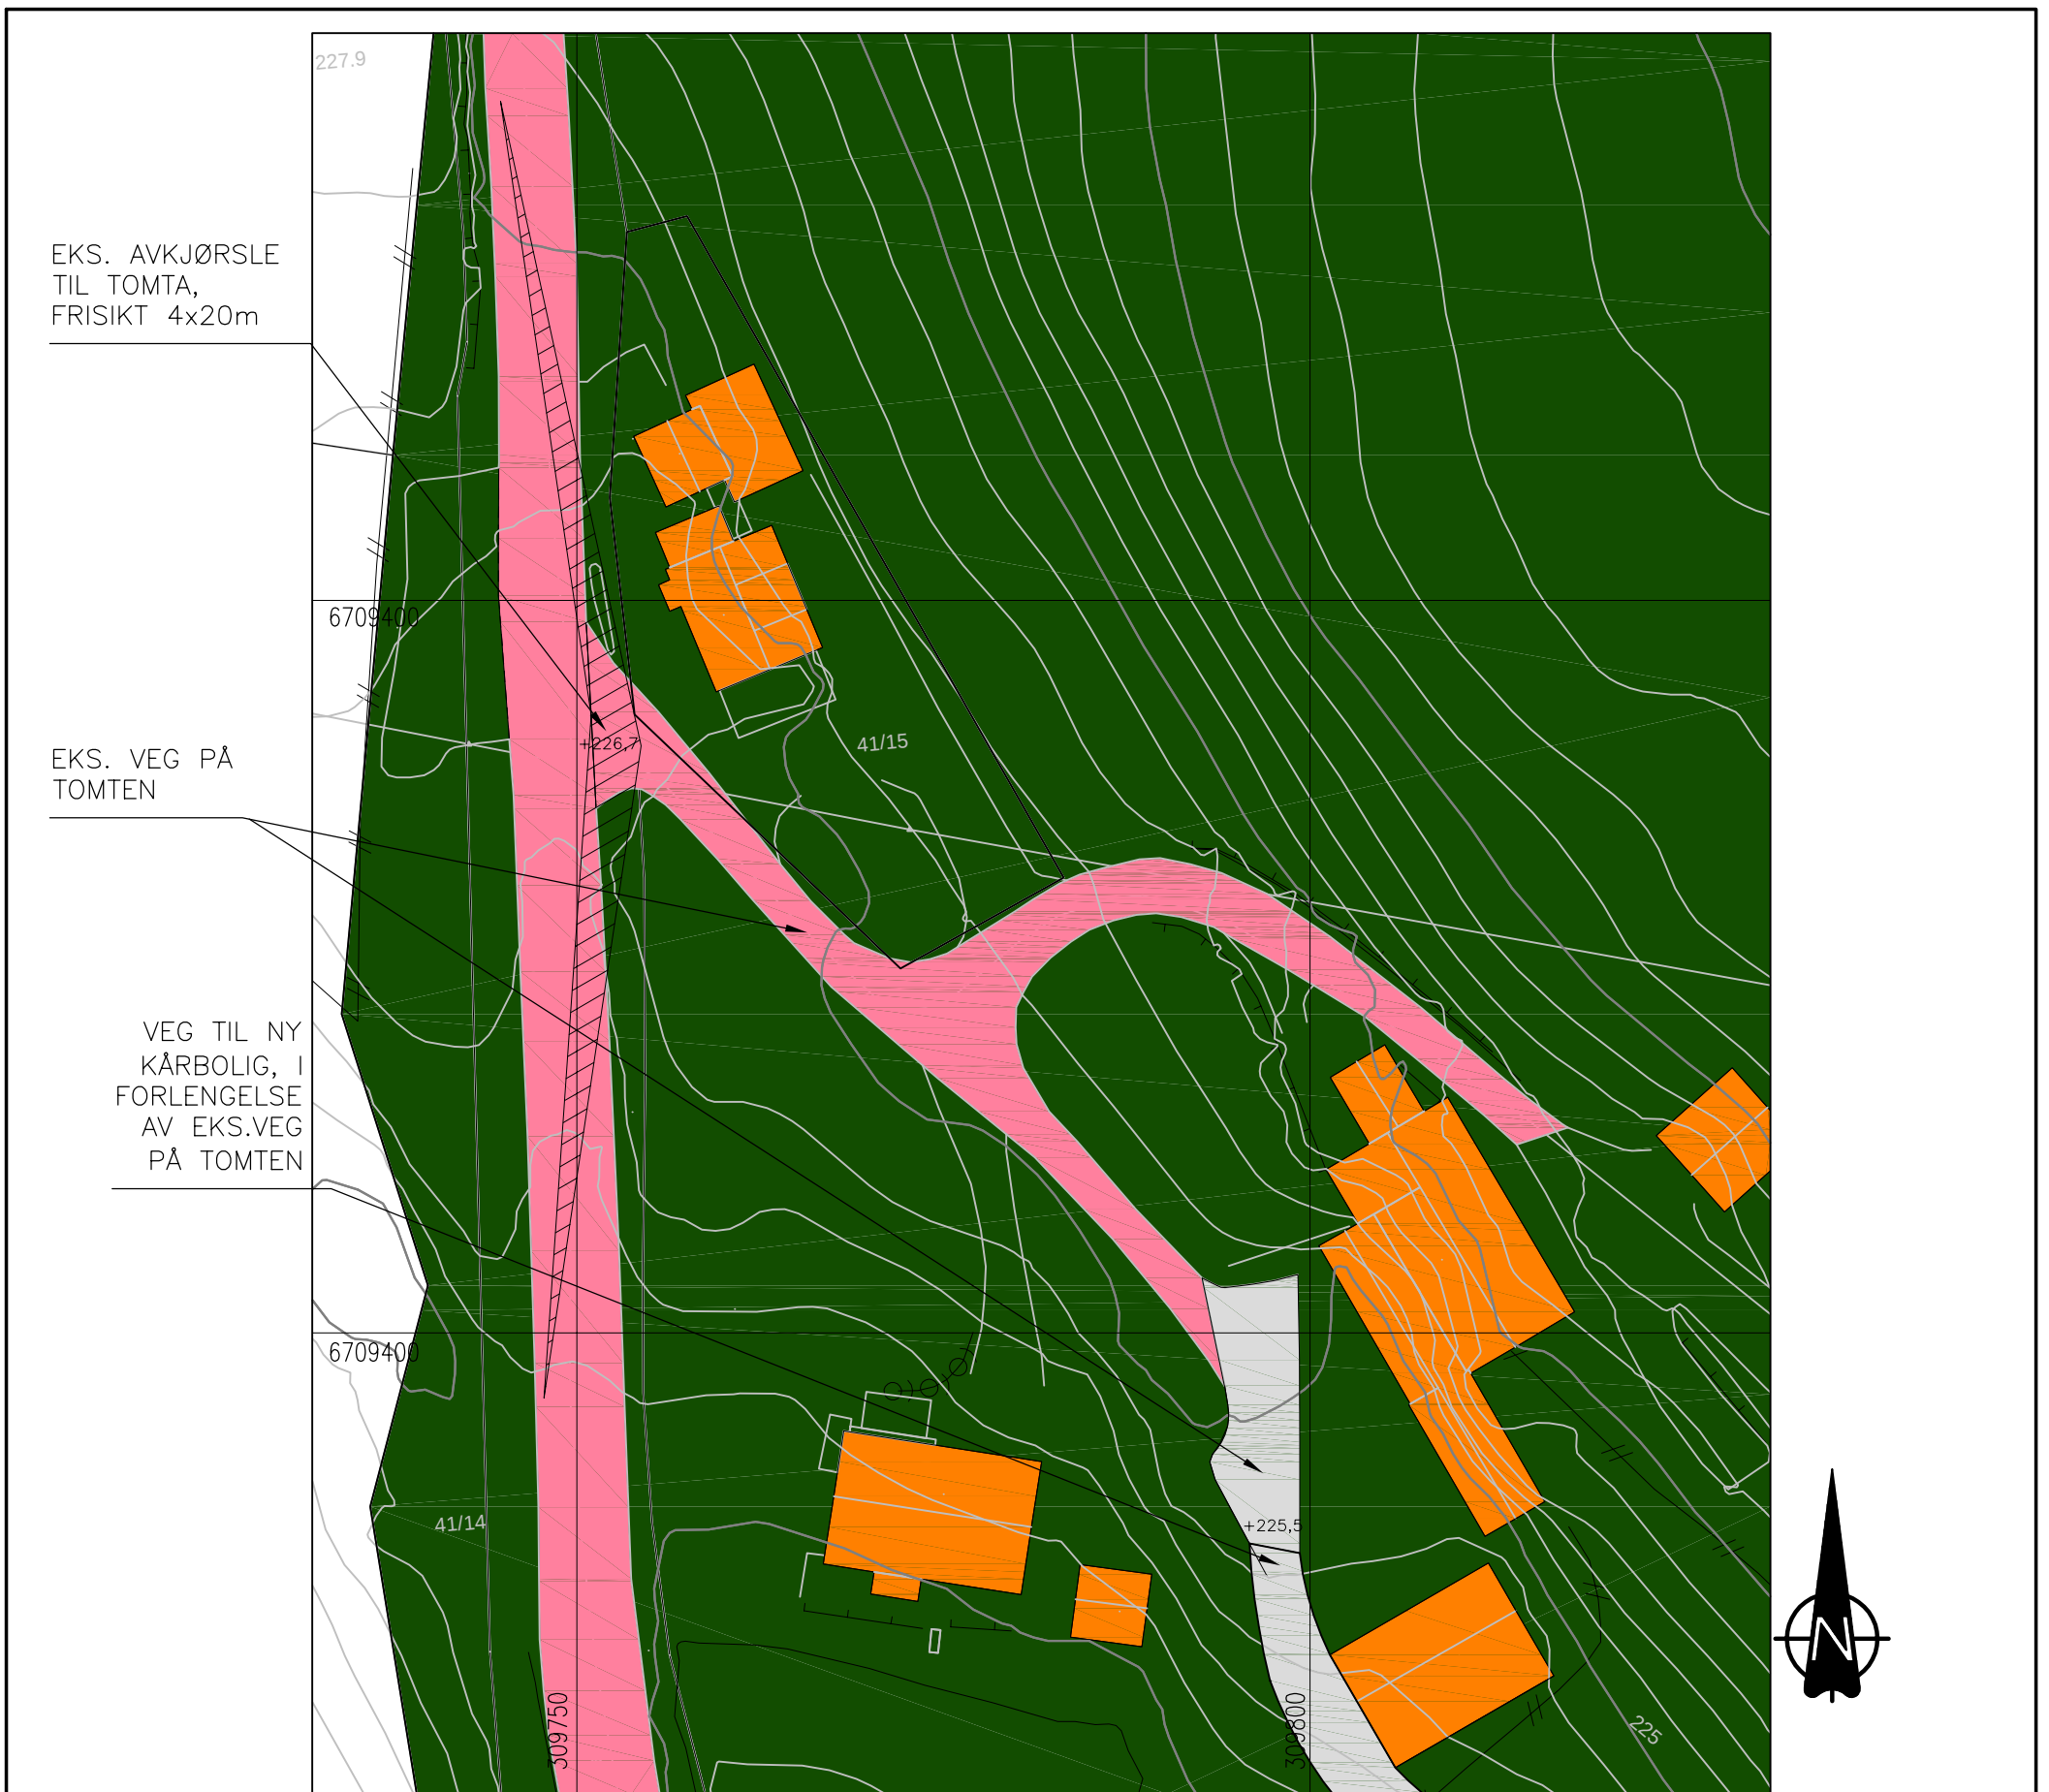 227.9
EKS. AVKJØRSLE
TIL TOMTA,
FRISIKT 4x20m
6709400
+226,7
41/15
EKS. VEG PÅ
TOMTEN
VEG TIL NY
KÅRBOLIG, I
FORLENGELSE
AV EKS.VEG
PÅ TOMTEN
6709400
41/14
+225,5
309750
309800
225
N